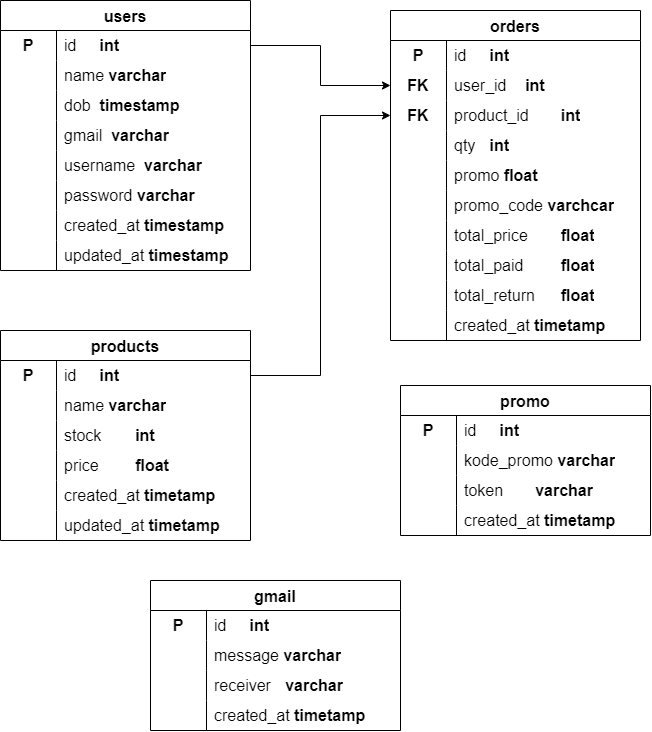 users
P id int
name varchar
dob timestamp
gmail varchar
username varchar
password varchar
created_at timestamp
updated_at timestamp
orders
P id int
FK user_id int
FK product_id int
qty int
promo float
promo_code varchcar
total_price float
total_paid float
total_return float
created_at timetamp
products
P id int
name varchar
stock int
price float
created_at timetamp
updated_at timetamp
promo
P id int
kode_promo varchar
token varchar
created_at timetamp
gmail
P id int
message varchar
receiver varchar
created_at timetamp